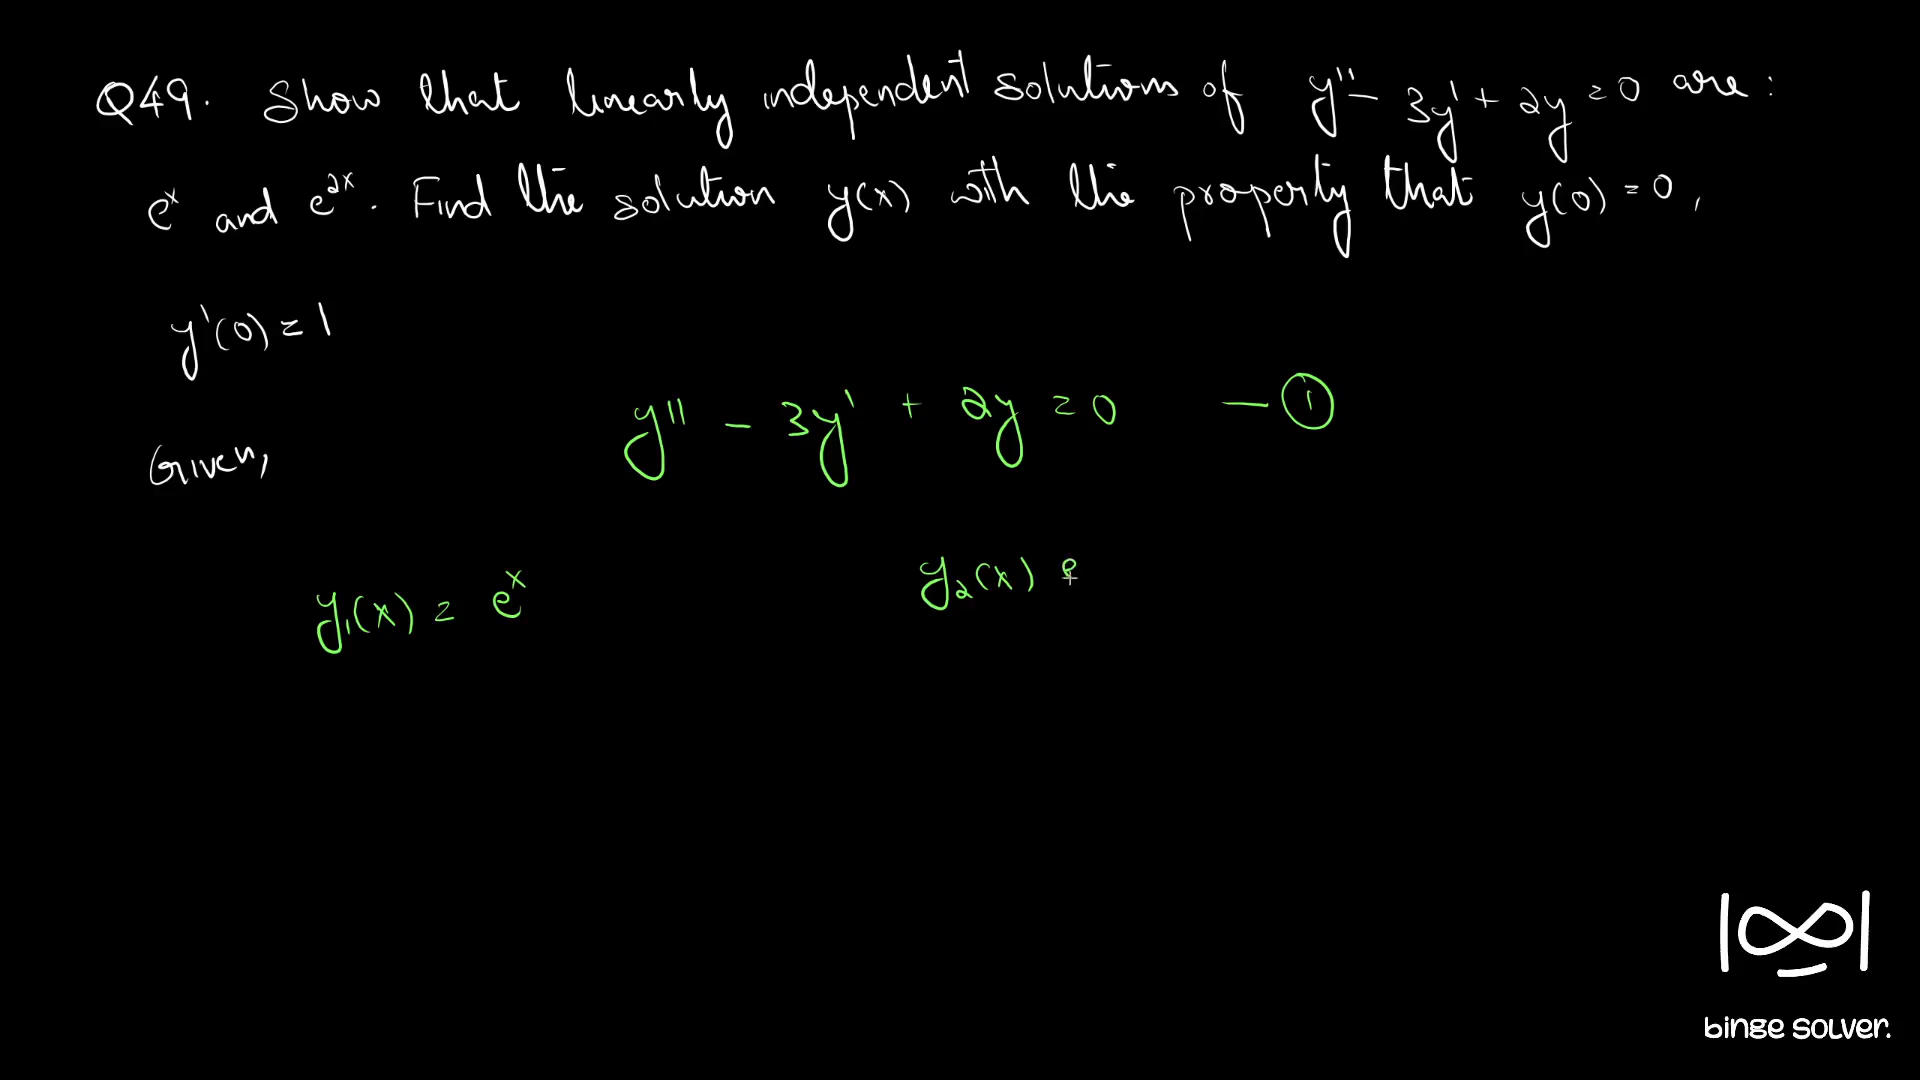 Q49. Show that linearly independent solutions of y'' - 3y' + 2y = 0 are :
e^x and e^2x. Find the solution y(x) with the property that y(0) = 0,
y'(0) = 1
y'' - 3y' + 2y = 0 — ①
Given,
y₁(x) = e^x y₂(x)
binge solver.